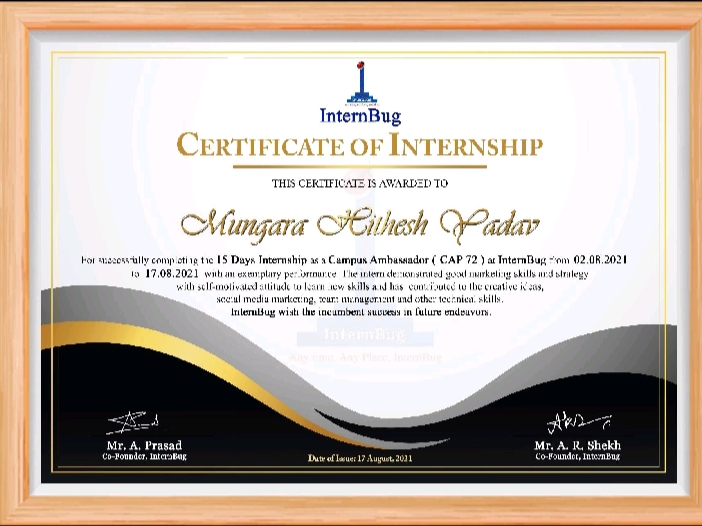 InternBug
CERTIFICATE OF INTERNSHIP
THIS CERTIFICATE IS AWARDED TO
Mungara Hithesh Yadav
For successfully completing the 15 Days Internship as a Campus Ambassador ( CAP 72 ) at InternBug from 02.08.2021
to 17.08.2021 with an exemplary performance. The intern demonstrated good marketing skills and strategy
with self-motivated attitude to learn new skills and has contributed to the creative ideas,
social media marketing, team management and other technical skills.
InternBug wish the incumbent success in future endeavors.
InternBug
Any time, Any Place, InternBug
Mr. A. Prasad
Co-Founder, InternBug
Mr. A. R. Shekh
Co-Founder, InternBug
Date of Issue: 17 August, 2021